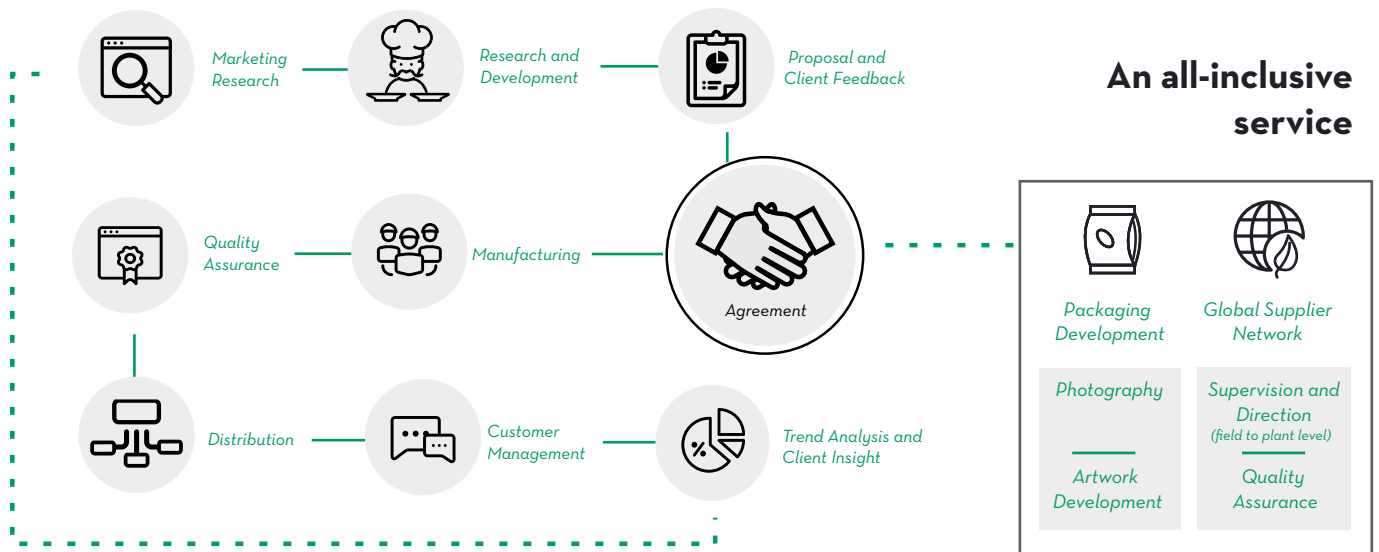 Marketing
Research
Research and
Development
Proposal and
Client Feedback
An all-inclusive
service
Quality
Assurance
Manufacturing
Agreement
Distribution
Customer
Management
%
Trend Analysis and
Client Insight
Packaging
Development
Global Supplier
Network
Photography
Artwork
Development
Supervision and
Direction
(field to plant level)
Quality
Assurance